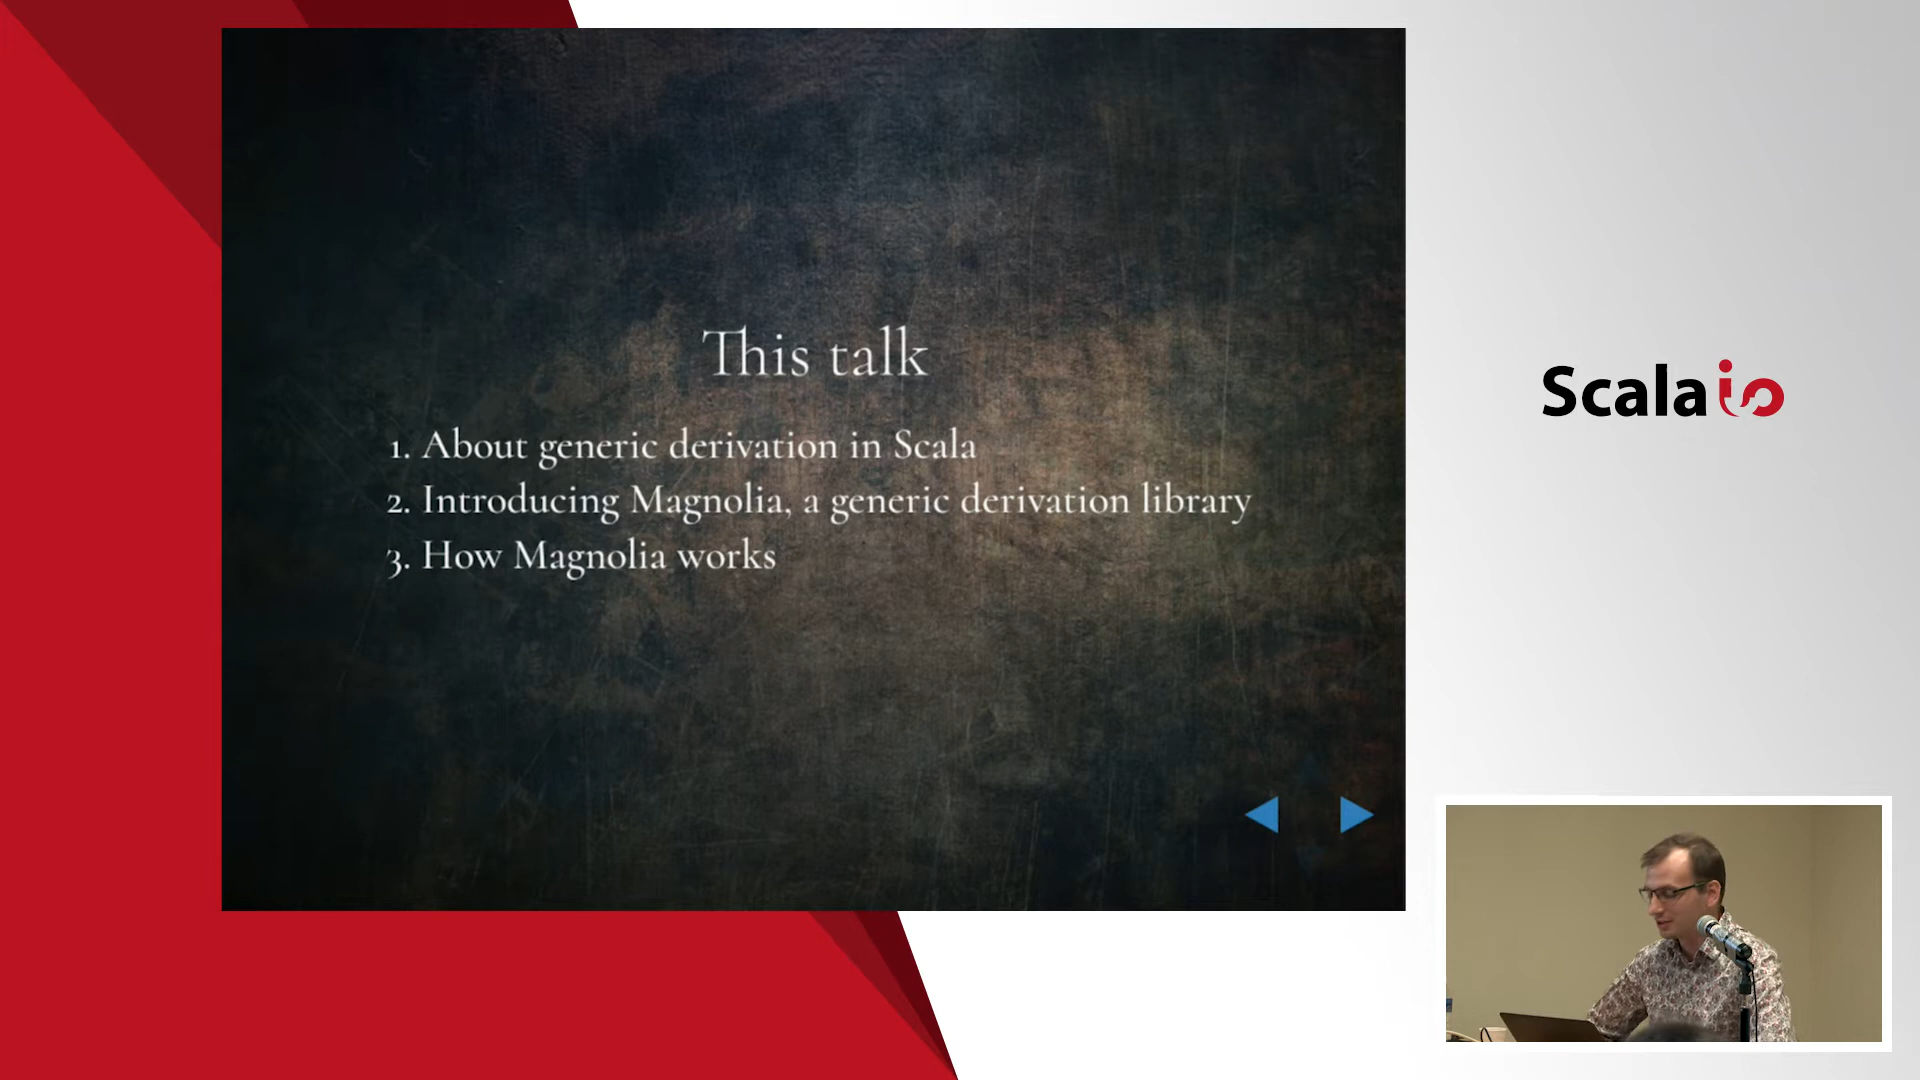 This talk
1. About generic derivation in Scala
2. Introducing Magnolia, a generic derivation library
3. How Magnolia works
Scala io